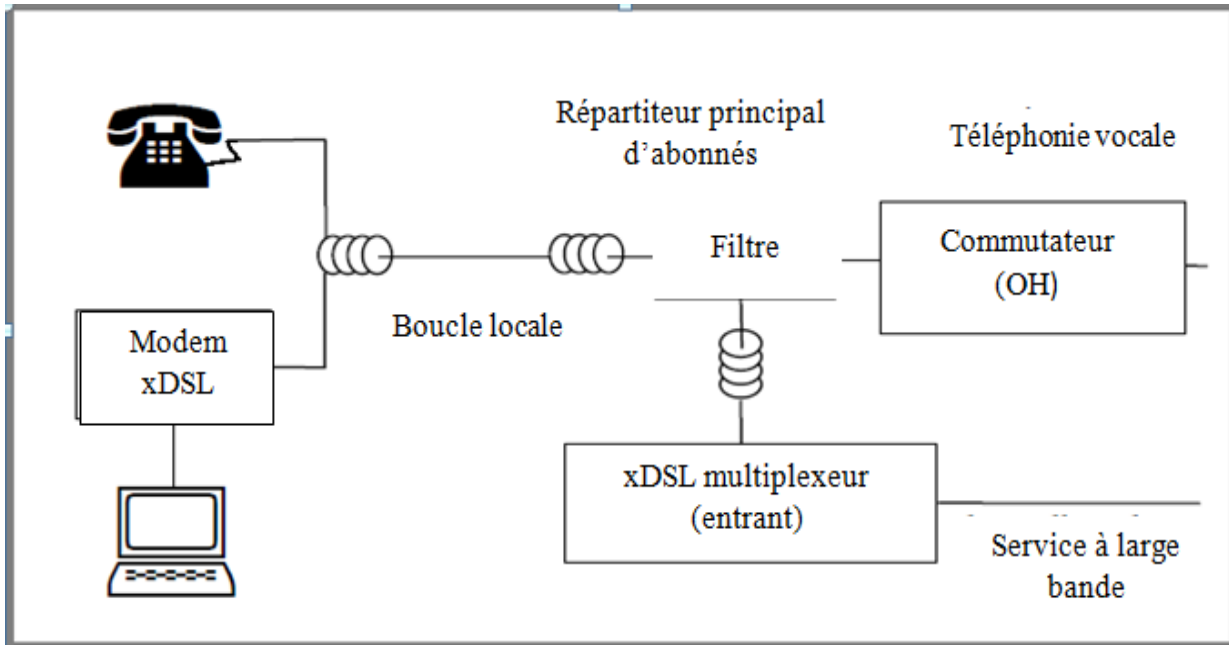 Répartiteur principal
d'abonnés
Téléphonie vocale
Filtre
Commutateur
(OH)
Boucle locale
Modem
xDSL
xDSL multiplexeur
(entrant)
Service à large
bande